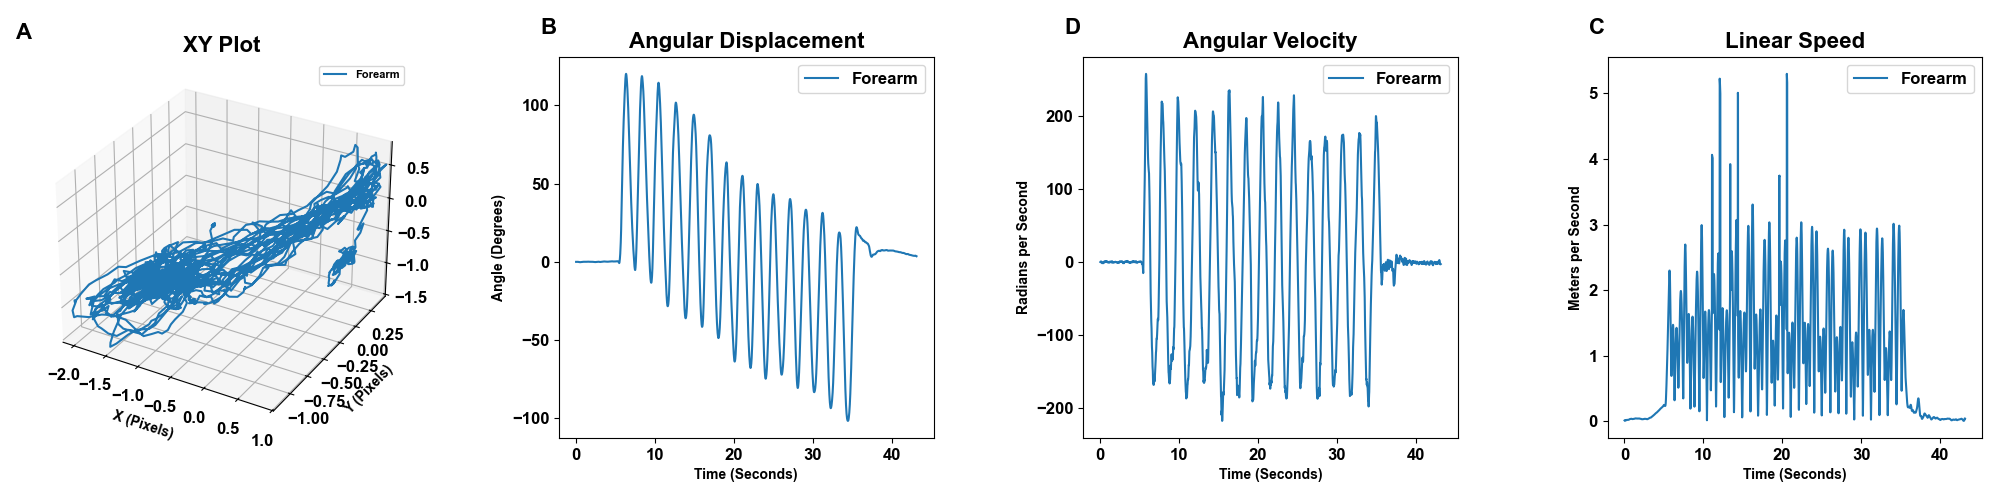 A
XY Plot
Forearm
0.5
0.0
−0.5
−1.0
−1.5
0.25
0.00
−0.25
−0.50
−0.75
−1.00
Y (Pixels)
−2.0
−1.5
−1.0
−0.5
0.0
0.5
1.0
X (Pixels)
B
Angular Displacement
Forearm
100
50
0
−50
−100
Angle (Degrees)
0 10 20 30 40
Time (Seconds)
D
Angular Velocity
Forearm
200
100
0
−100
−200
Radians per Second
0 10 20 30 40
Time (Seconds)
C
Linear Speed
Forearm
5
4
3
2
1
0
Meters per Second
0 10 20 30 40
Time (Seconds)